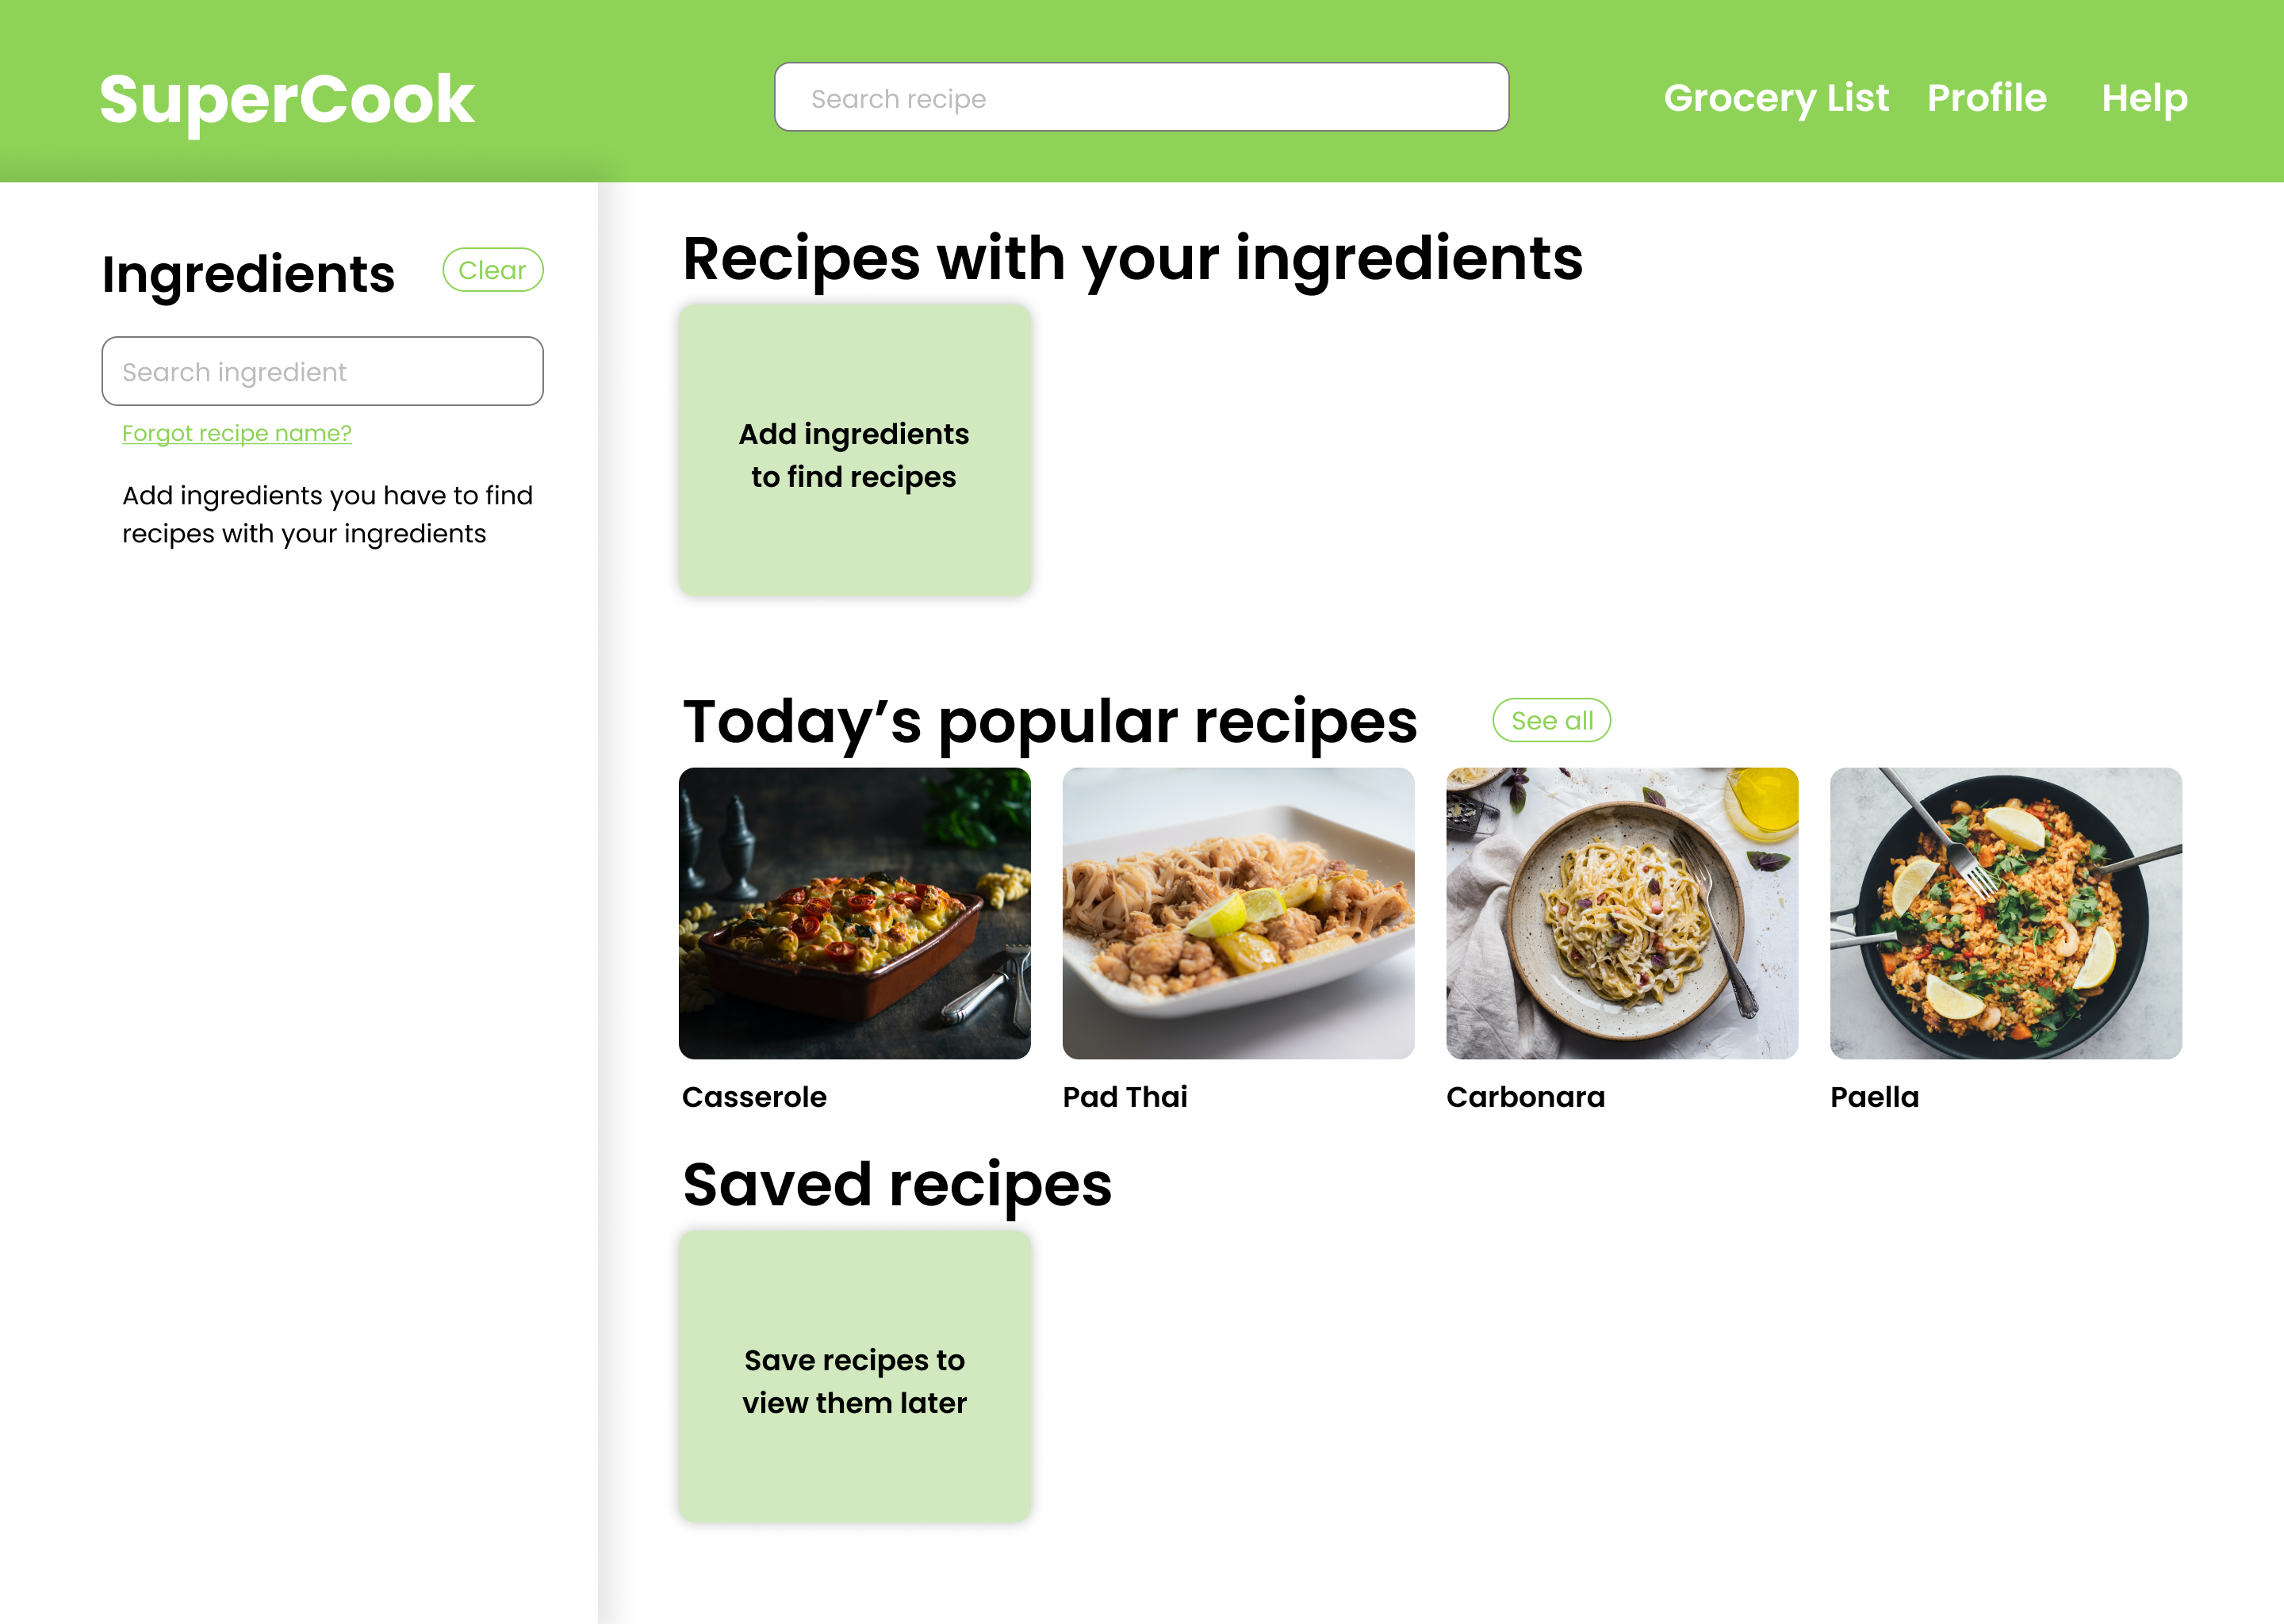 SuperCook
Search recipe
Grocery List
Profile
Help
Ingredients
Clear
Search ingredient
Forgot recipe name?
Add ingredients you have to find
recipes with your ingredients
Recipes with your ingredients
Add ingredients
to find recipes
Today’s popular recipes
See all
Casserole
Pad Thai
Carbonara
Paella
Saved recipes
Save recipes to
view them later